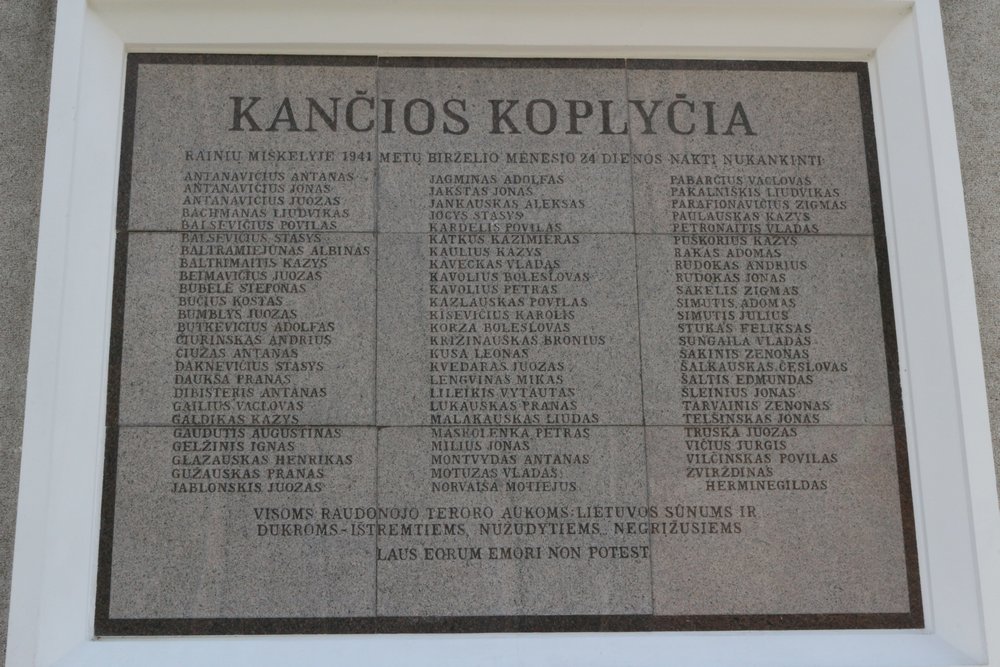 KANČIOS KOPLYČIA
RAINIŲ MIŠKELYJE 1941 METŲ BIRŽELIO MĖNESIO 24 DIENOS NAKTĮ NUKANKINTI
ANTANAVIČIUS ANTANAS
ANTANAVIČIUS JONAS
ANTANAVIČIUS JUOZAS
BACHMANAS LIUDVIKAS
BALSEVIČIUS POVILAS
BALSEVIČIUS STASYS
BALTRAMIEJŪNAS ALBINAS
BALTRIMAITIS KAZYS
BEIMAVIČIUS JUOZAS
BUBELĖ STEPONAS
BUČIUS KOSTAS
BUMBLYS JUOZAS
BUTKEVIČIUS ADOLFAS
ČIURINSKAS ANDRIUS
ČIUŽAS ANTANAS
DAKNEVIČIUS STASYS
DAUKŠA PRANAS
DIBISTERIS ANTANAS
GAILIUS VACLOVAS
GALDIKAS KAZYS
GAUDUTIS AUGUSTINAS
GELŽINIS IGNAS
GLAZAUSKAS HENRIKAS
GUŽAUSKAS PRANAS
JABLONSKIS JUOZAS
JAGMINAS ADOLFAS
JAKŠTAS JONAS
JANKAUSKAS ALEKSAS
JOCYS STASYS
KARDELIS POVILAS
KATKUS KAZIMIERAS
KAULIUS KAZYS
KAVECKAS VLADAS
KAVOLIUS BOLESLOVAS
KAVOLIUS PETRAS
KAZLAUSKAS POVILAS
KISEVIČIUS KAROLIS
KORZA BOLESLOVAS
KRIŽINAUSKAS BRONIUS
KUSA LEONAS
KVEDARAS JUOZAS
LENGVINAS MIKAS
LILEIKIS VYTAUTAS
LUKAUSKAS PRANAS
MALAKAUSKAS LIUDAS
MASKOLENKA PETRAS
MILIUS JONAS
MONTVYDAS ANTANAS
MOTUZAS VLADAS
NORVAIŠA MOTIEJUS
PABARČIUS VACLOVAS
PAKALNIŠKIS LIUDVIKAS
PARAFIONAVIČIUS ZIGMAS
PAULAUSKAS KAZYS
PETRONAITIS VLADAS
PUŠKORIUS KAZYS
RAKAS ADOMAS
RUDOKAS ANDRIUS
RUDOKAS JONAS
SAKELIS ZIGMAS
SIMUTIS ADOMAS
SIMUTIS JULIUS
STUKAS FELIKSAS
SUNGAILA VLADAS
ŠAKINIS ZENONAS
ŠALKAUSKAS ČESLOVAS
ŠALTIS EDMUNDAS
ŠLEINIUS JONAS
TARVAINIS ZENONAS
TELŠINSKAS JONAS
TRUSKA JUOZAS
VIČIUS JURGIS
VILČINSKAS POVILAS
ZVIRZDINAS
HERMINEGILDAS
VISOMS RAUDONOJO TERORO AUKOMS: LIETUVOS SŪNUMS IR
DUKROMS - IŠTREMTIEMS, NUŽUDYTIEMS, NEGRĮŽUSIEMS
LAUS EORUM EMORI NON POTEST